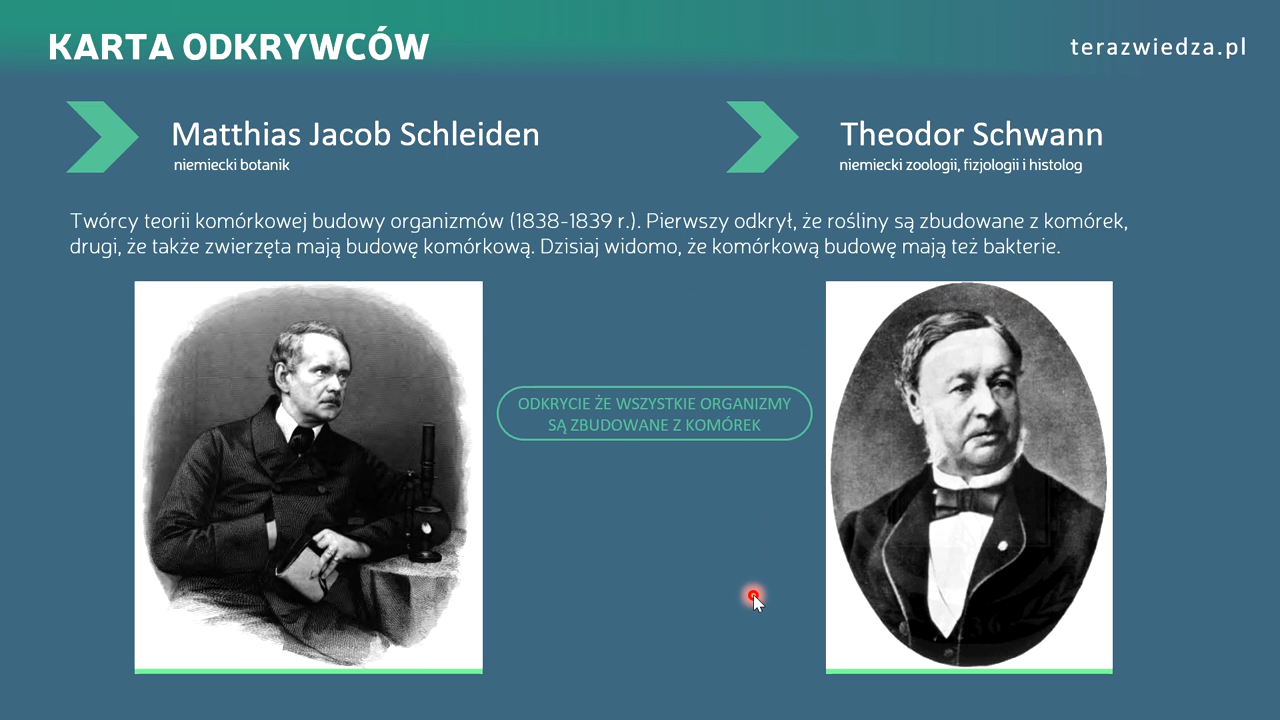 KARTA ODKRYWCÓW
terazwiedza.pl
Matthias Jacob Schleiden
niemiecki botanik
Theodor Schwann
niemiecki zoologii, fizjologii i histolog
Twórcy teorii komórkowej budowy organizmów (1838-1839 r.). Pierwszy odkrył, że rośliny są zbudowane z komórek,
drugi, że także zwierzęta mają budowę komórkową. Dzisiaj widomo, że komórkową budowę mają też bakterie.
ODKRYCIE ŻE WSZYSTKIE ORGANIZMY
SĄ ZBUDOWANE Z KOMÓREK